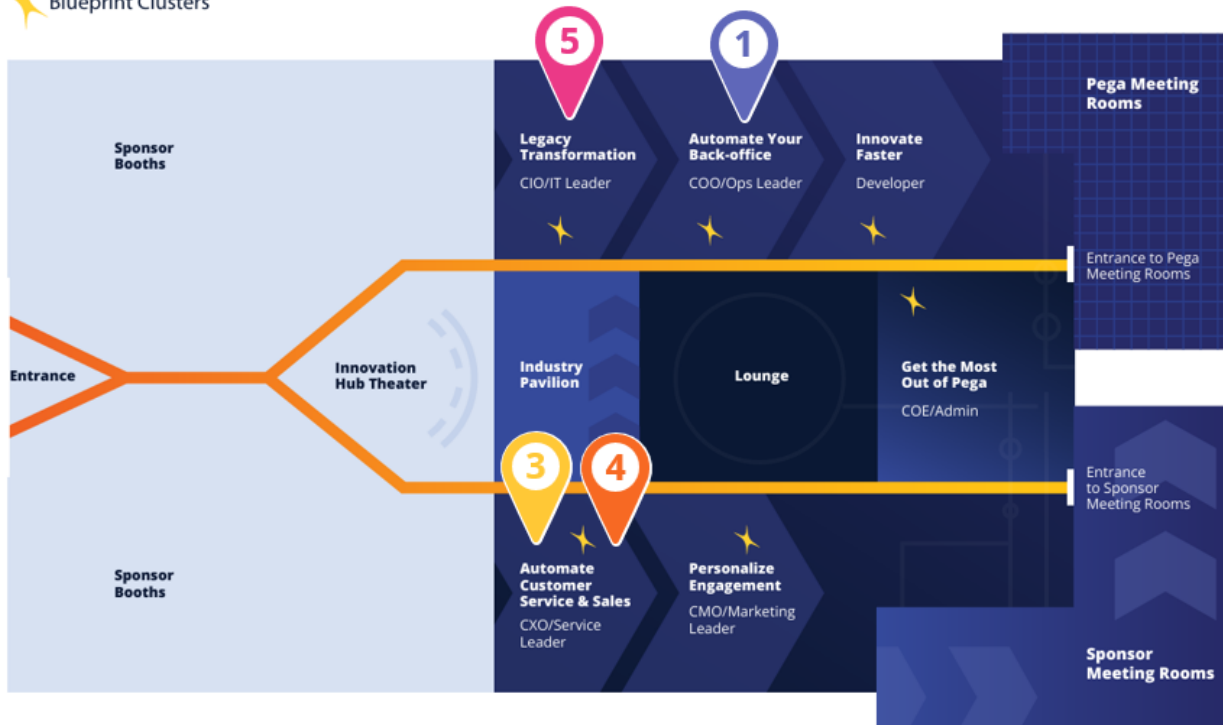 Blueprint Clusters
5
1
Legacy
Transformation
CIO/IT Leader
Automate Your
Back-office
COO/Ops Leader
Innovate
Faster
Developer
Pega Meeting
Rooms
Sponsor
Booths
Entrance to Pega
Meeting Rooms
Entrance
Innovation
Hub Theater
Industry
Pavilion
Lounge
Get the Most
Out of Pega
COE/Admin
3
4
Entrance
to Sponsor
Meeting Rooms
Sponsor
Booths
Automate
Customer
Service & Sales
CXO/Service
Leader
Personalize
Engagement
CMO/Marketing
Leader
Sponsor
Meeting Rooms